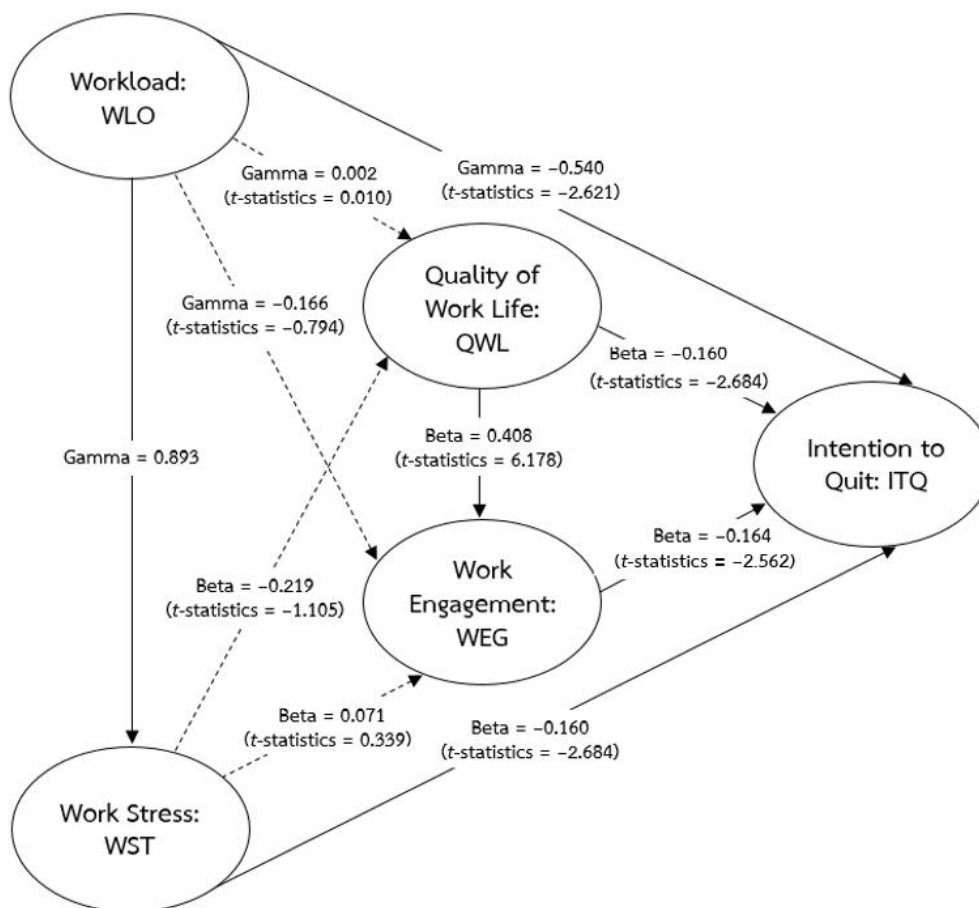 Workload:
WLO
Gamma = 0.002
(t-statistics = 0.010)
Gamma = −0.540
(t-statistics = −2.621)
Quality of
Work Life:
QWL
Gamma = −0.166
(t-statistics = −0.794)
Beta = −0.160
(t-statistics = −2.684)
Gamma = 0.893
Beta = 0.408
(t-statistics = 6.178)
Intention to
Quit: ITQ
Beta = −0.219
(t-statistics = −1.105)
Work
Engagement:
WEG
Beta = −0.164
(t-statistics = −2.562)
Beta = 0.071
(t-statistics = 0.339)
Beta = −0.160
(t-statistics = −2.684)
Work Stress:
WST